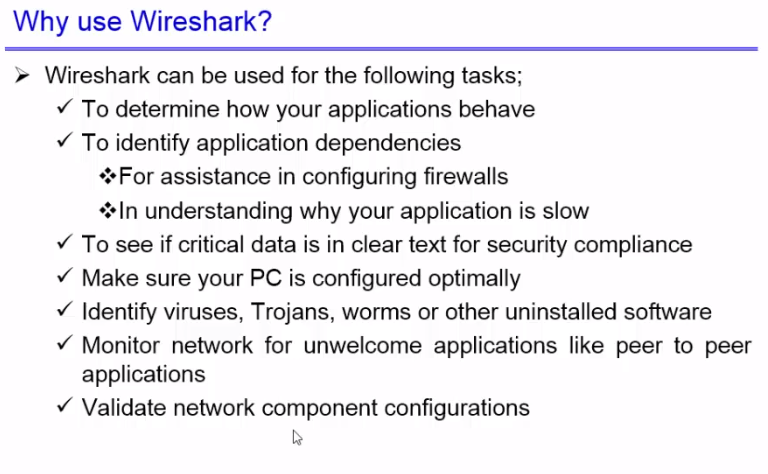 Why use Wireshark?
➢ Wireshark can be used for the following tasks;
✓ To determine how your applications behave
✓ To identify application dependencies
❖For assistance in configuring firewalls
❖In understanding why your application is slow
✓ To see if critical data is in clear text for security compliance
✓ Make sure your PC is configured optimally
✓ Identify viruses, Trojans, worms or other uninstalled software
✓ Monitor network for unwelcome applications like peer to peer
applications
✓ Validate network component configurations